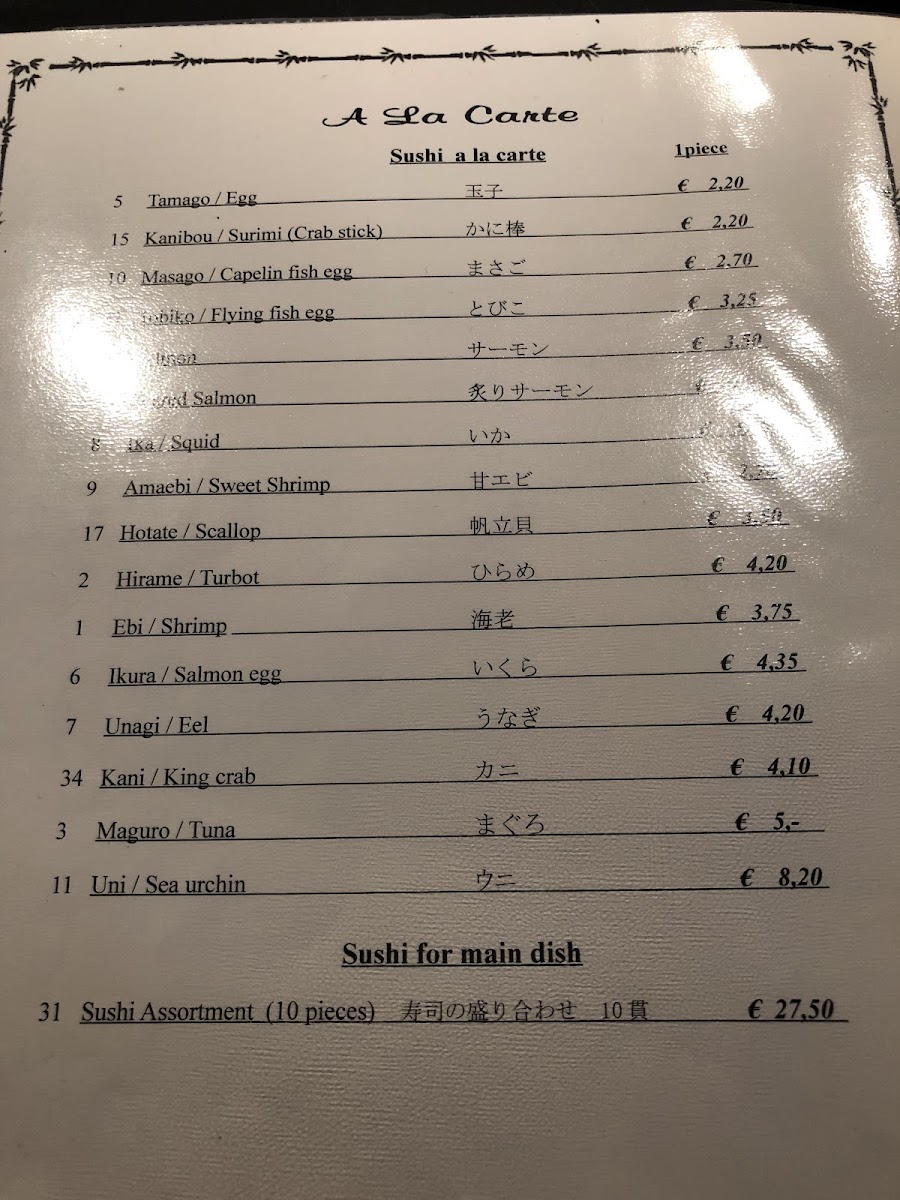 A La Carte
Sushi a la carte 1piece
5 Tamago / Egg 玉子 € 2,20
15 Kanibou / Surimi (Crab stick) かに棒 € 2,20
10 Masago / Capelin fish egg まさご € 2,70
/ Flying fish egg とびこ € 3,25
サーモン € 3,50
Salmon 炙りサーモン
8 Ika / Squid いか €
9 Amaebi / Sweet Shrimp 甘エビ
17 Hotate / Scallop 帆立貝 € 3,50
2 Hirame / Turbot ひらめ € 4,20
1 Ebi / Shrimp 海老 € 3,75
6 Ikura / Salmon egg いくら € 4,35
7 Unagi / Eel うなぎ € 4,20
34 Kani / King crab カニ € 4,10
3 Maguro / Tuna まぐろ € 5,-
11 Uni / Sea urchin ウニ € 8,20
Sushi for main dish
31 Sushi Assortment (10 pieces) 寿司の盛り合わせ 10貫 € 27,50